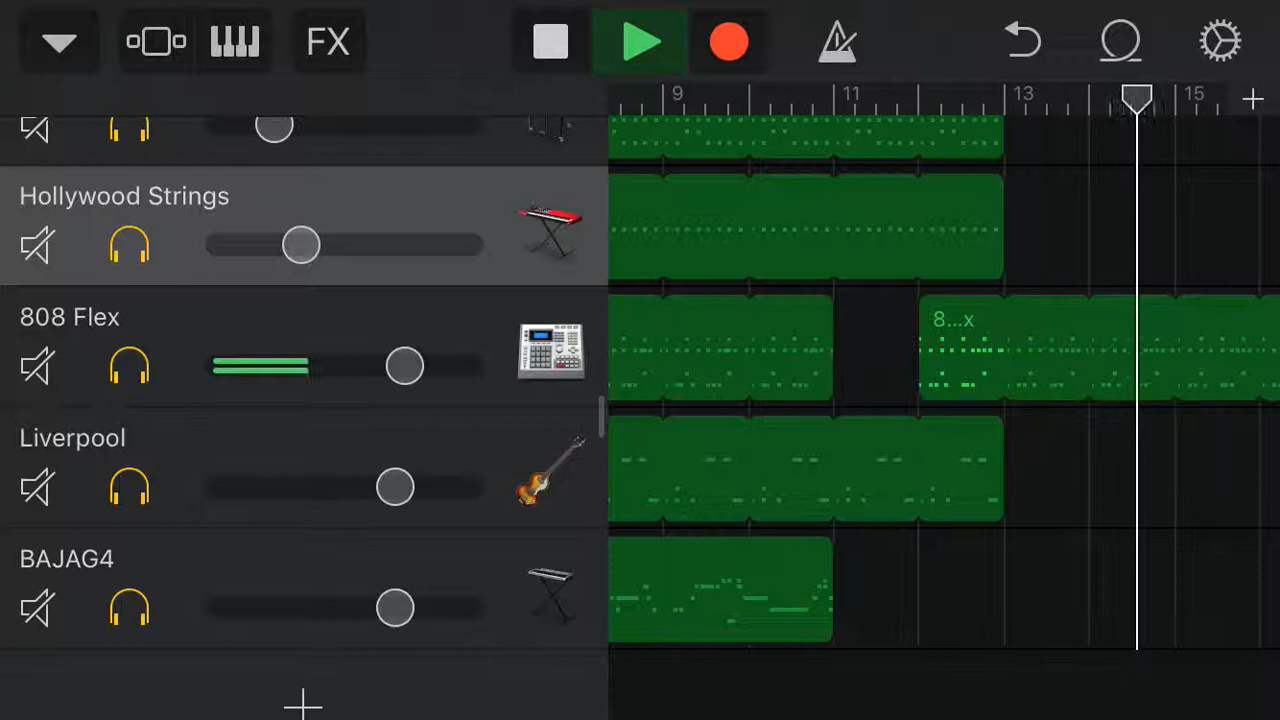 FX
9 11 13 15
Hollywood Strings
808 Flex
8...x
Liverpool
BAJAG4